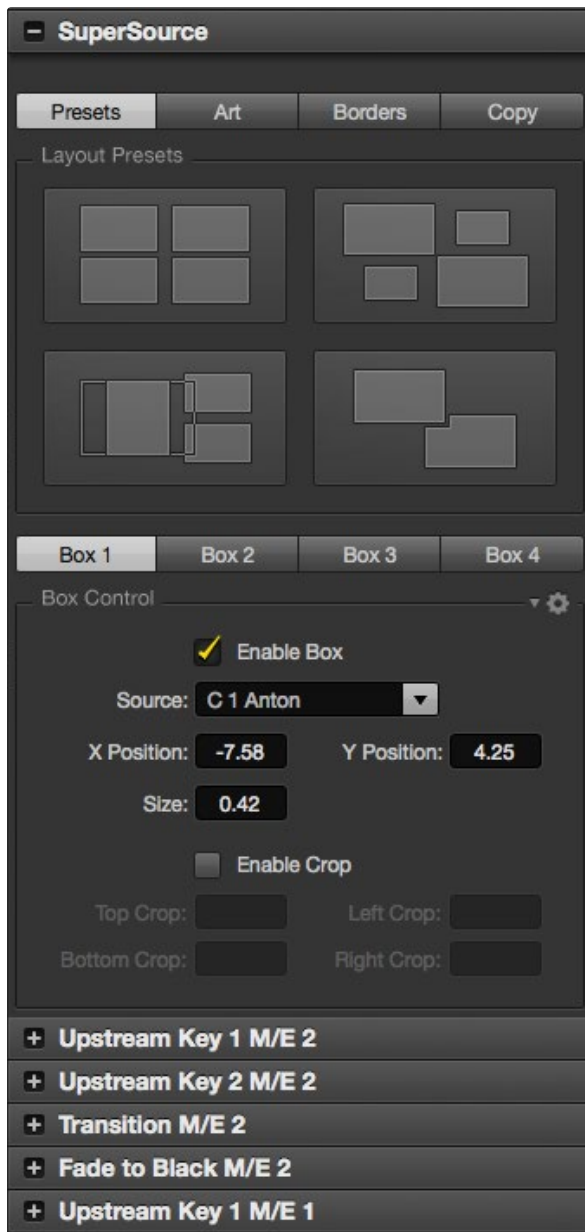 SuperSource
Presets Art Borders Copy
Layout Presets
Box 1 Box 2 Box 3 Box 4
Box Control
Enable Box
Source: C 1 Anton
X Position: -7.58 Y Position: 4.25
Size: 0.42
Enable Crop
Top Crop: Left Crop:
Bottom Crop: Right Crop:
Upstream Key 1 M/E 2
Upstream Key 2 M/E 2
Transition M/E 2
Fade to Black M/E 2
Upstream Key 1 M/E 1